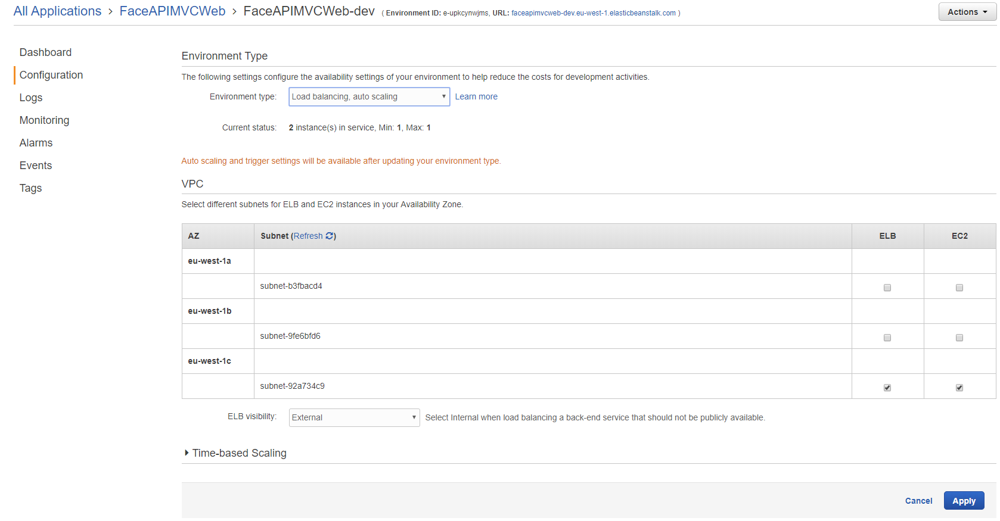 All Applications > FaceAPIMVCWeb > FaceAPIMVCWeb-dev ( Environment ID: e-upkcynwjms, URL: faceapimvcweb-dev.eu-west-1.elasticbeanstalk.com )
Actions
Dashboard
Configuration
Logs
Monitoring
Alarms
Events
Tags
Environment Type
The following settings configure the availability settings of your environment to help reduce the costs for development activities.
Environment type: Load balancing, auto scaling Learn more
Current status: 2 instance(s) in service, Min: 1, Max: 1
Auto scaling and trigger settings will be available after updating your environment type.
VPC
Select different subnets for ELB and EC2 instances in your Availability Zone.
AZ Subnet (Refresh ) ELB EC2
eu-west-1a
subnet-b3fbacd4
eu-west-1b
subnet-9fe6bfd6
eu-west-1c
subnet-92a734c9
ELB visibility: External Select Internal when load balancing a back-end service that should not be publicly available.
Time-based Scaling
Cancel Apply